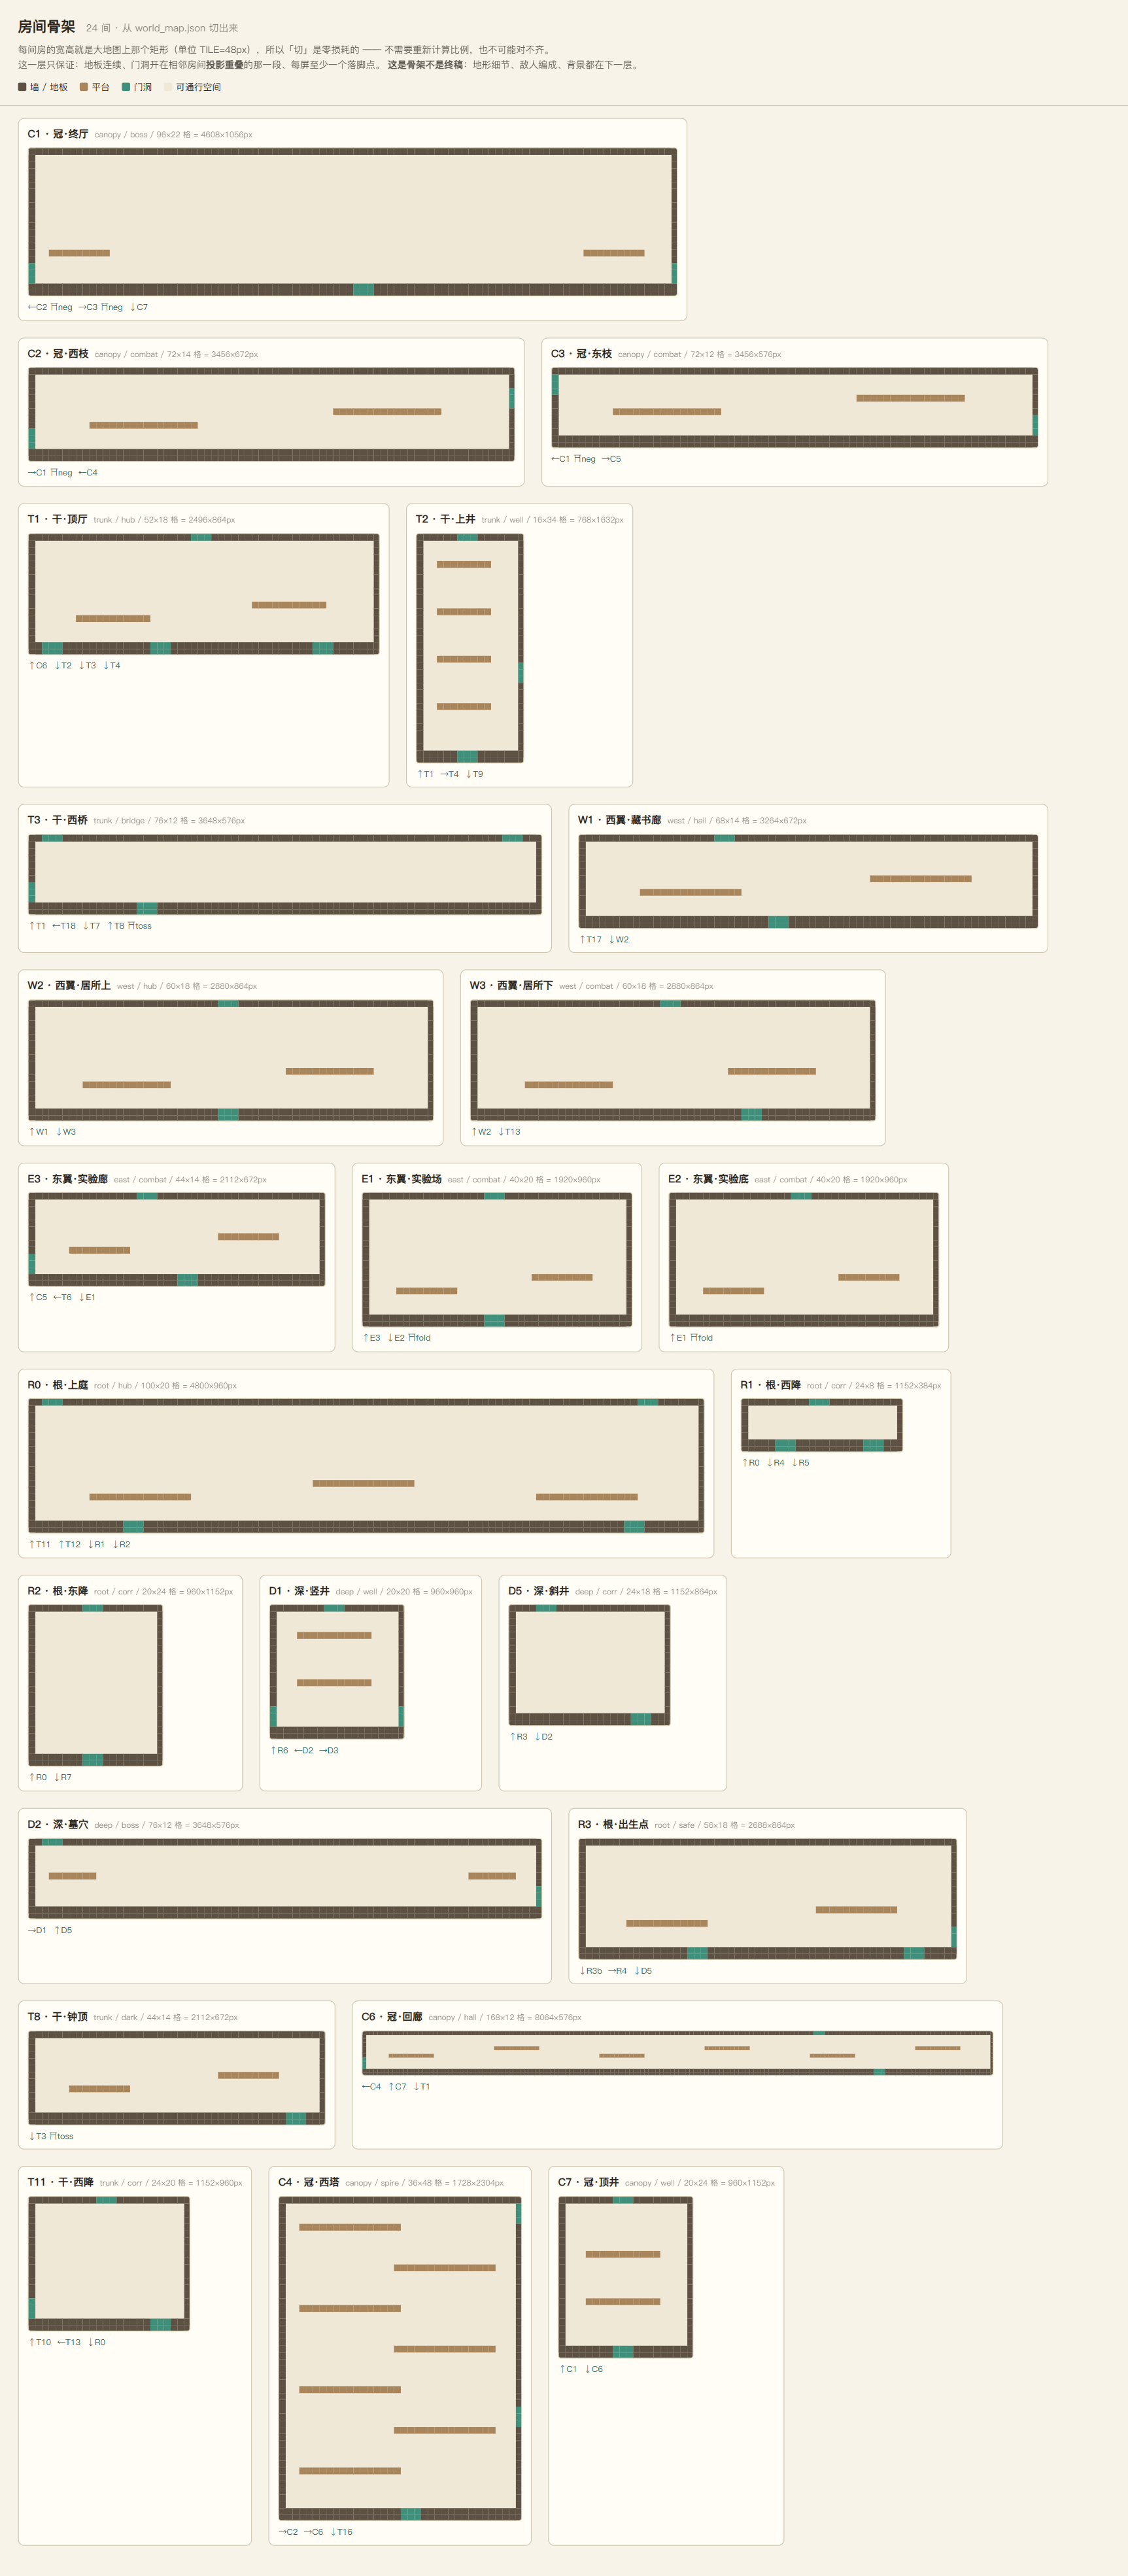 房间骨架 24 间 · 从 world_map.json 切出来
每间房的宽高就是大地图上那个矩形（单位 TILE=48px），所以「切」是零损耗的 —— 不需要重新计算比例，也不可能对不齐。
这一层只保证：地板连续、门洞开在相邻房间投影重叠的那一段、每屏至少一个落脚点。 这是骨架不是终稿：地形细节、敌人编成、背景都在下一层。
墙 / 地板 平台 门洞 可通行空间
C1 · 冠·终厅 canopy / boss / 96×22 格 = 4608×1056px
←C2 ⛩neg →C3 ⛩neg ↓C7
C2 · 冠·西枝 canopy / combat / 72×14 格 = 3456×672px
→C1 ⛩neg ←C4
C3 · 冠·东枝 canopy / combat / 72×12 格 = 3456×576px
←C1 ⛩neg →C5
T1 · 干·顶厅 trunk / hub / 52×18 格 = 2496×864px
↑C6 ↓T2 ↓T3 ↓T4
T2 · 干·上井 trunk / well / 16×34 格 = 768×1632px
↑T1 →T4 ↓T9
T3 · 干·西桥 trunk / bridge / 76×12 格 = 3648×576px
↑T1 ←T18 ↓T7 ↑T8 ⛩toss
W1 · 西翼·藏书廊 west / hall / 68×14 格 = 3264×672px
↑T17 ↓W2
W2 · 西翼·居所上 west / hub / 60×18 格 = 2880×864px
↑W1 ↓W3
W3 · 西翼·居所下 west / combat / 60×18 格 = 2880×864px
↑W2 ↓T13
E3 · 东翼·实验廊 east / combat / 44×14 格 = 2112×672px
↑C5 ←T6 ↓E1
E1 · 东翼·实验场 east / combat / 40×20 格 = 1920×960px
↑E3 ↓E2 ⛩fold
E2 · 东翼·实验底 east / combat / 40×20 格 = 1920×960px
↑E1 ⛩fold
R0 · 根·上庭 root / hub / 100×20 格 = 4800×960px
↑T11 ↑T12 ↓R1 ↓R2
R1 · 根·西降 root / corr / 24×8 格 = 1152×384px
↑R0 ↓R4 ↓R5
R2 · 根·东降 root / corr / 20×24 格 = 960×1152px
↑R0 ↓R7
D1 · 深·竖井 deep / well / 20×20 格 = 960×960px
↑R6 ←D2 →D3
D5 · 深·斜井 deep / corr / 24×18 格 = 1152×864px
↑R3 ↓D2
D2 · 深·墓穴 deep / boss / 76×12 格 = 3648×576px
→D1 ↑D5
R3 · 根·出生点 root / safe / 56×18 格 = 2688×864px
↓R3b →R4 ↓D5
T8 · 干·钟顶 trunk / dark / 44×14 格 = 2112×672px
↓T3 ⛩toss
C6 · 冠·回廊 canopy / hall / 168×12 格 = 8064×576px
←C4 ↑C7 ↓T1
T11 · 干·西降 trunk / corr / 24×20 格 = 1152×960px
↑T10 ←T13 ↓R0
C4 · 冠·西塔 canopy / spire / 36×48 格 = 1728×2304px
→C2 →C6 ↓T16
C7 · 冠·顶井 canopy / well / 20×24 格 = 960×1152px
↑C1 ↓C6